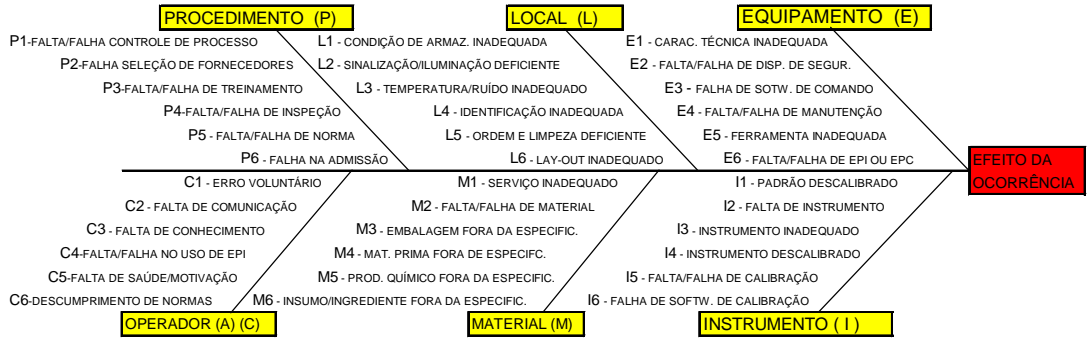 PROCEDIMENTO (P)
LOCAL (L)
EQUIPAMENTO (E)
P1-FALTA/FALHA CONTROLE DE PROCESSO
P2-FALHA SELEÇÃO DE FORNECEDORES
P3-FALTA/FALHA DE TREINAMENTO
P4-FALTA/FALHA DE INSPEÇÃO
P5 - FALTA/FALHA DE NORMA
P6 - FALHA NA ADMISSÃO
L1 - CONDIÇÃO DE ARMAZ. INADEQUADA
L2 - SINALIZAÇÃO/ILUMINAÇÃO DEFICIENTE
L3 - TEMPERATURA/RUÍDO INADEQUADO
L4 - IDENTIFICAÇÃO INADEQUADA
L5 - ORDEM E LIMPEZA DEFICIENTE
L6 - LAY-OUT INADEQUADO
E1 - CARAC. TÉCNICA INADEQUADA
E2 - FALTA/FALHA DE DISP. DE SEGUR.
E3 - FALHA DE SOTW. DE COMANDO
E4 - FALTA/FALHA DE MANUTENÇÃO
E5 - FERRAMENTA INADEQUADA
E6 - FALTA/FALHA DE EPI OU EPC
EFEITO DA
OCORRÊNCIA
C1 - ERRO VOLUNTÁRIO
C2 - FALTA DE COMUNICAÇÃO
C3 - FALTA DE CONHECIMENTO
C4-FALTA/FALHA NO USO DE EPI
C5-FALTA DE SAÚDE/MOTIVAÇÃO
C6-DESCUMPRIMENTO DE NORMAS
M1 - SERVIÇO INADEQUADO
M2 - FALTA/FALHA DE MATERIAL
M3 - EMBALAGEM FORA DA ESPECIFIC.
M4 - MAT. PRIMA FORA DE ESPECIFC.
M5 - PROD. QUÍMICO FORA DA ESPECIFIC.
M6 - INSUMO/INGREDIENTE FORA DA ESPECIFIC.
I1 - PADRÃO DESCALIBRADO
I2 - FALTA DE INSTRUMENTO
I3 - INSTRUMENTO INADEQUADO
I4 - INSTRUMENTO DESCALIBRADO
I5 - FALTA/FALHA DE CALIBRAÇÃO
I6 - FALHA DE SOFTW. DE CALIBRAÇÃO
OPERADOR (A) (C)
MATERIAL (M)
INSTRUMENTO ( I )